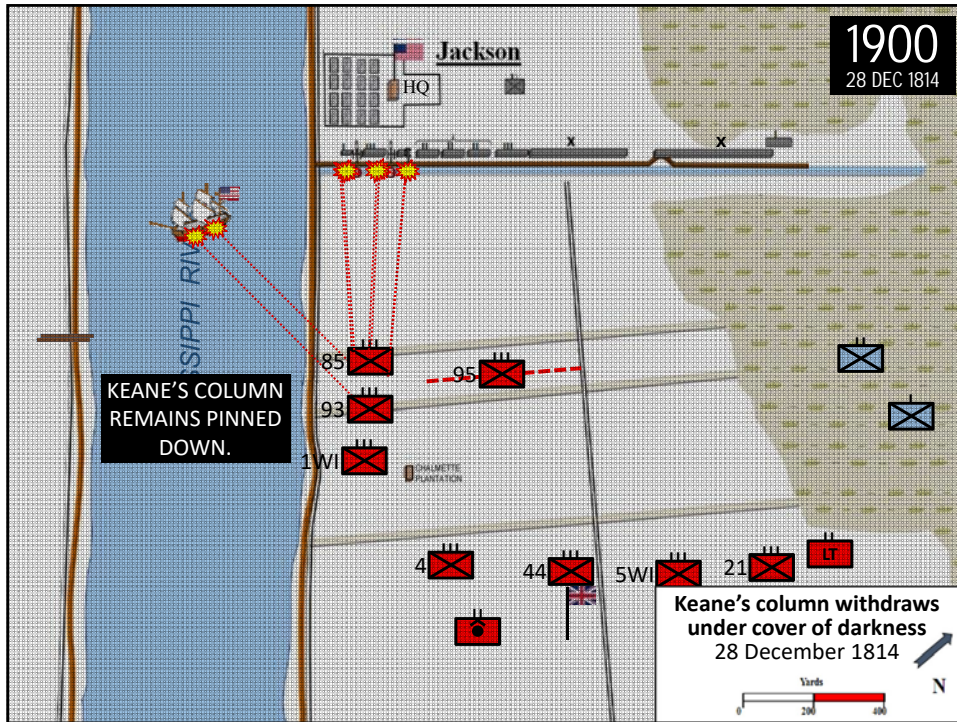 1900
28 DEC 1814
Jackson
HQ
x
x
SSIPPI RIV
85
95
KEANE’S COLUMN
REMAINS PINNED
DOWN.
93
1WI
CHALMETTE
PLANTATION
4
44
5WI
21
LT
Keane’s column withdraws
under cover of darkness
28 December 1814
N
Yards
0
200
400